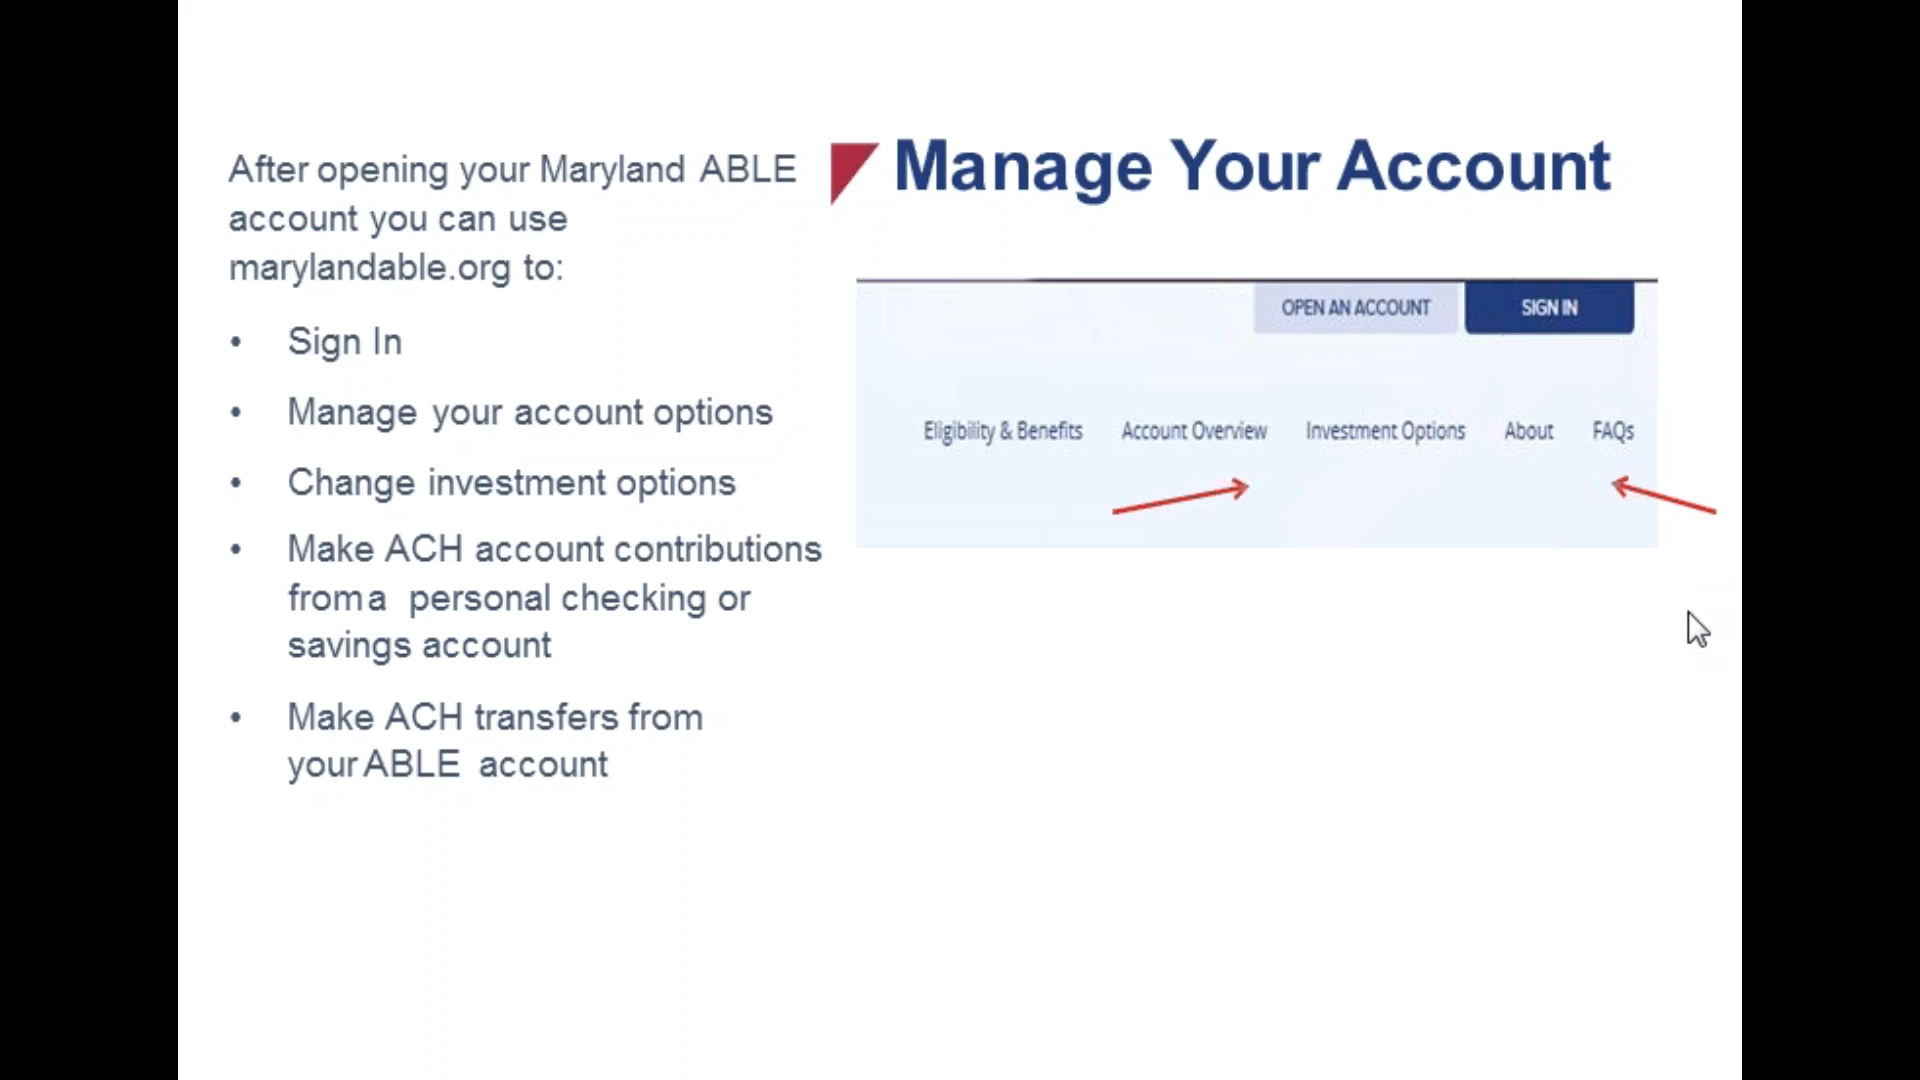 Manage Your Account
After opening your Maryland ABLE
account you can use
marylandable.org to:
• Sign In
• Manage your account options
• Change investment options
• Make ACH account contributions
from a personal checking or
savings account
• Make ACH transfers from
your ABLE account
OPEN AN ACCOUNT SIGN IN
Eligibility & Benefits Account Overview Investment Options About FAQs